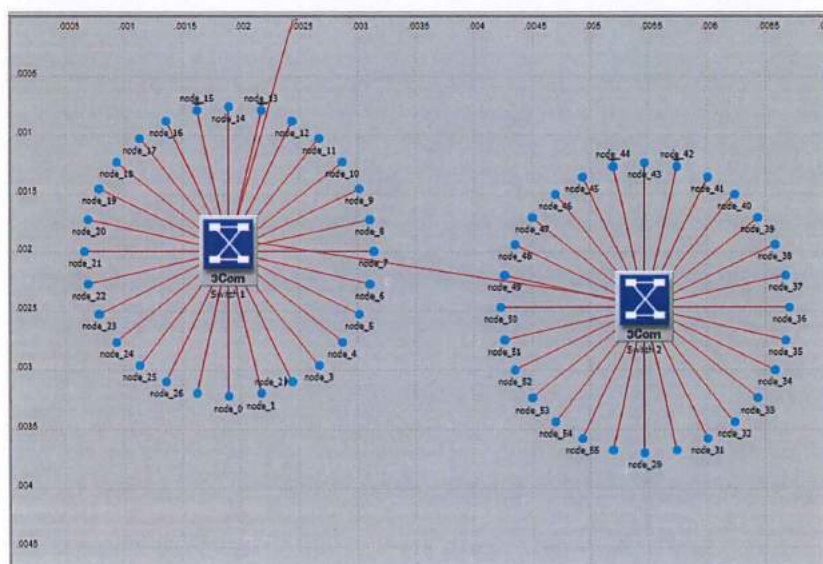 .0005 .001 .0015 .002 .0025 .003 .0035 .004 .0045 .005 .0055 .006 .0065
.0005
.001
.0015
.002
.0025
.003
.0035
.004
.0045
node_15
node_13
node_16
node_14
node_12
node_17
node_11
node_18
node_10
node_19
node_9
node_20
node_8
node_21
node_7
node_22
node_6
node_23
node_5
node_24
node_4
node_25
node_3
node_26
node_0
node_1
3Com
Switch 1
node_44
node_42
node_45
node_43
node_41
node_46
node_40
node_47
node_39
node_48
node_38
node_49
node_37
node_50
node_36
node_51
node_35
node_52
node_34
node_53
node_33
node_54
node_32
node_55
node_29
node_31
3Com
Switch 2